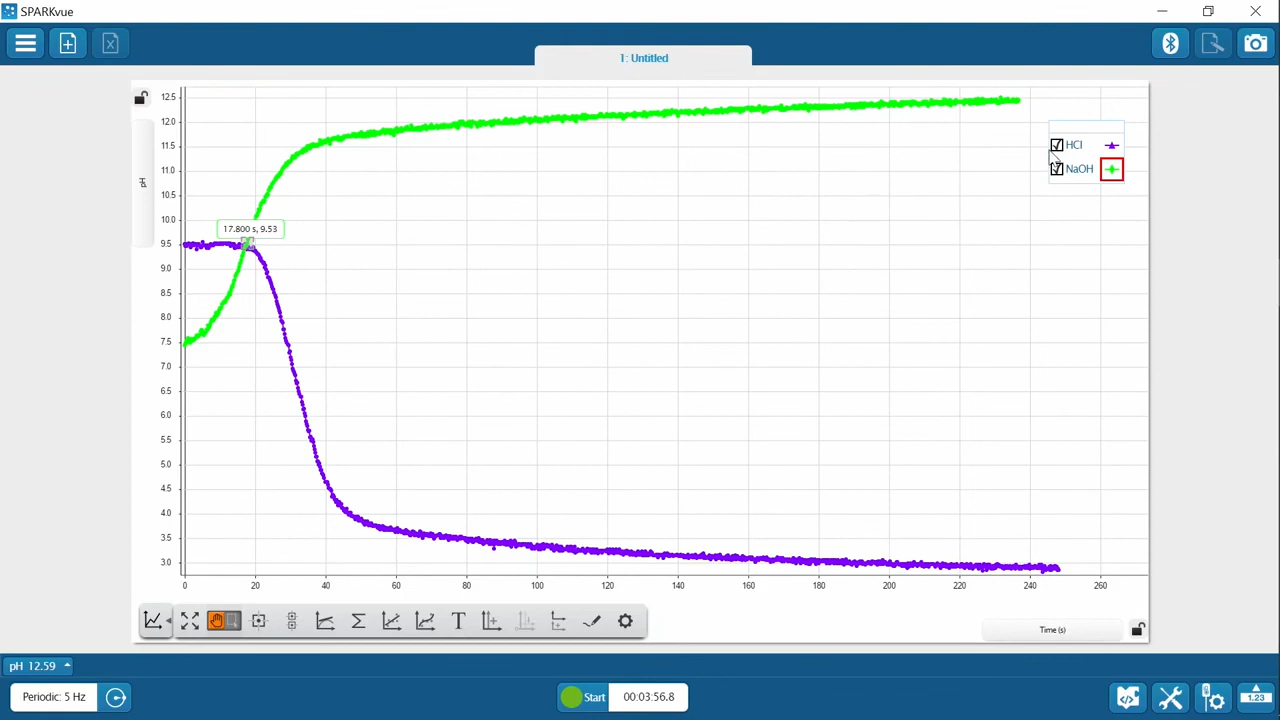 SPARKvue
1: Untitled
12.5
12.0
11.5
11.0
10.5
10.0
9.5
9.0
8.5
8.0
7.5
7.0
6.5
6.0
5.5
5.0
4.5
4.0
3.5
3.0
pH
17.800 s, 9.53
HCl
NaOH
0 20 40 60 80 100 120 140 160 180 200 220 240 260
T
Time (s)
pH 12.59
Periodic: 5 Hz
Start 00:03:56.8
1.23